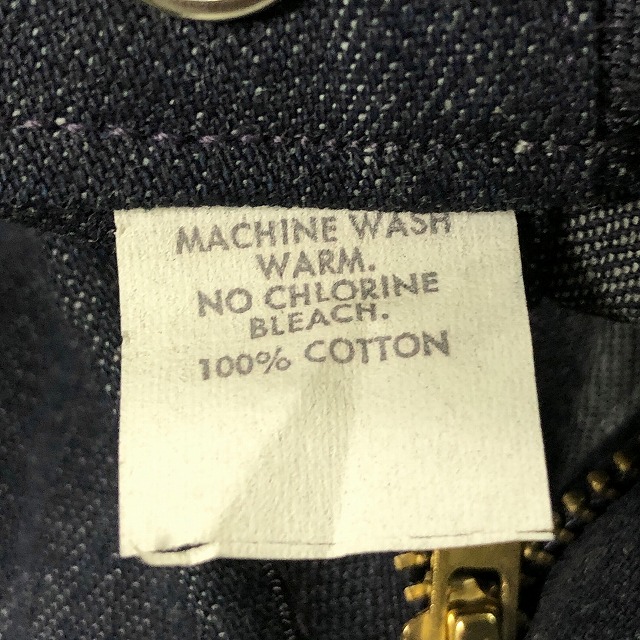 MACHINE WASH
WARM.
NO CHLORINE
BLEACH.
100% COTTON